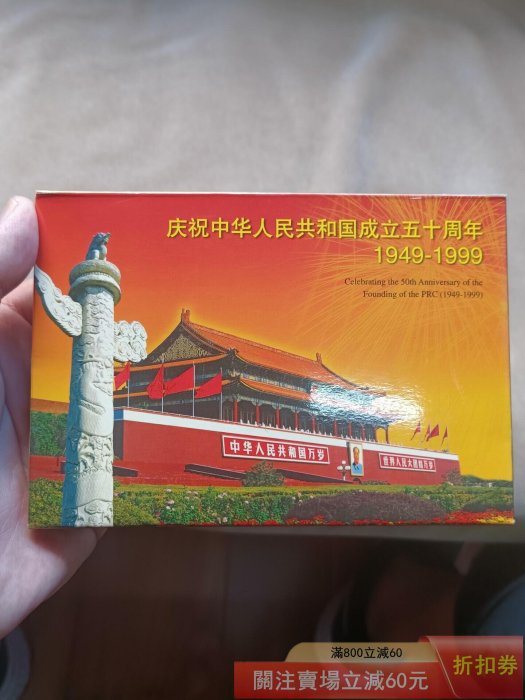 庆祝中华人民共和国成立五十周年
1949-1999
Celebrating the 50th Anniversary of the
Founding of the PRC (1949-1999)
中华人民共和国万岁
世界人民大团结万岁
滿800立減60
關注賣場立減60元
折扣券